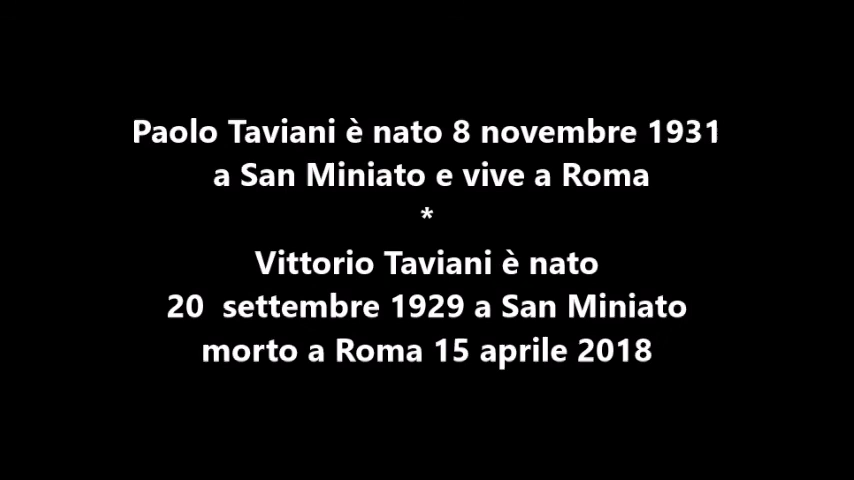 Paolo Taviani è nato 8 novembre 1931
a San Miniato e vive a Roma
*
Vittorio Taviani è nato
20 settembre 1929 a San Miniato
morto a Roma 15 aprile 2018